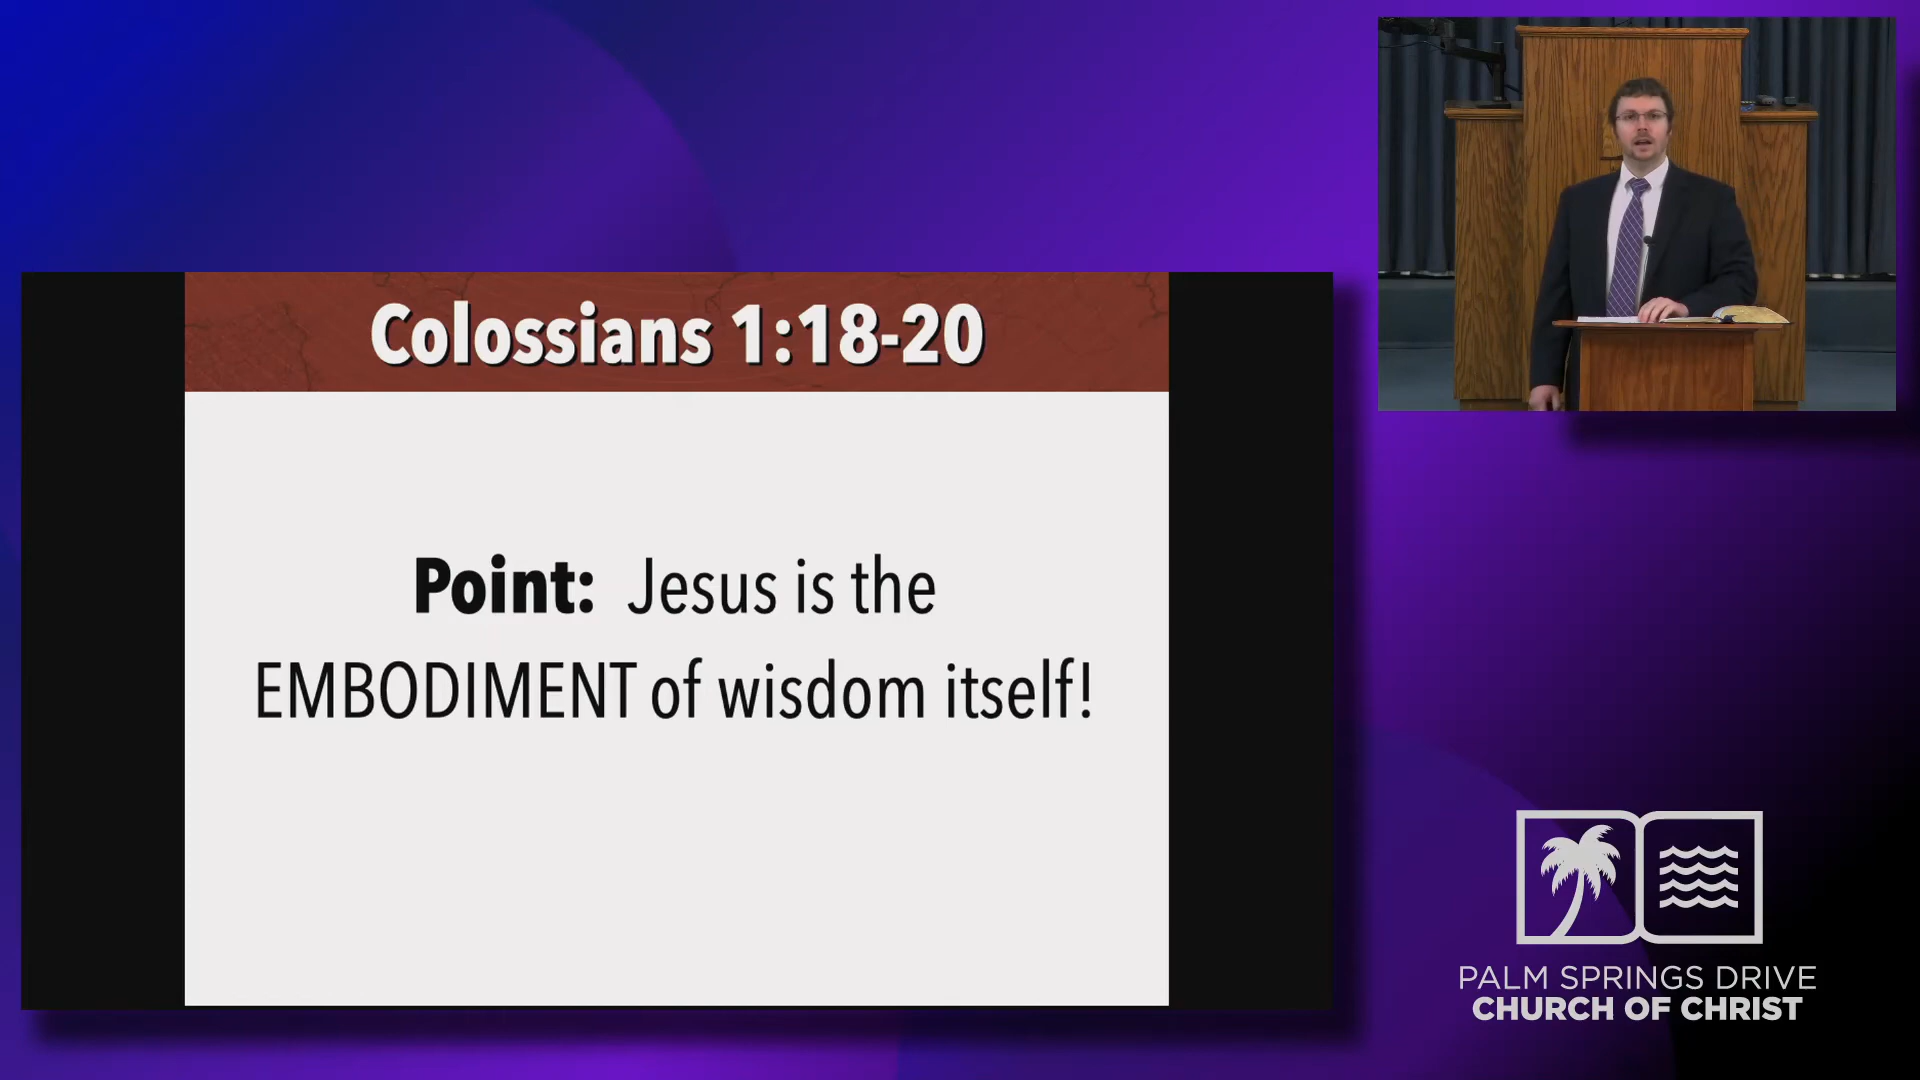 Colossians 1:18-20
Point: Jesus is the
EMBODIMENT of wisdom itself!
PALM SPRINGS DRIVE
CHURCH OF CHRIST